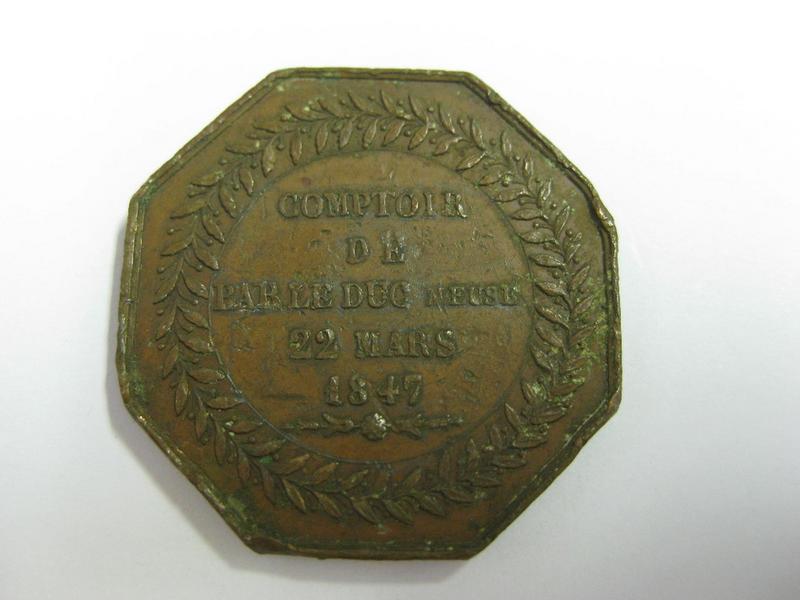 COMPTOIR
DE
BAR LE DUC MEUSE
22 MARS
1847